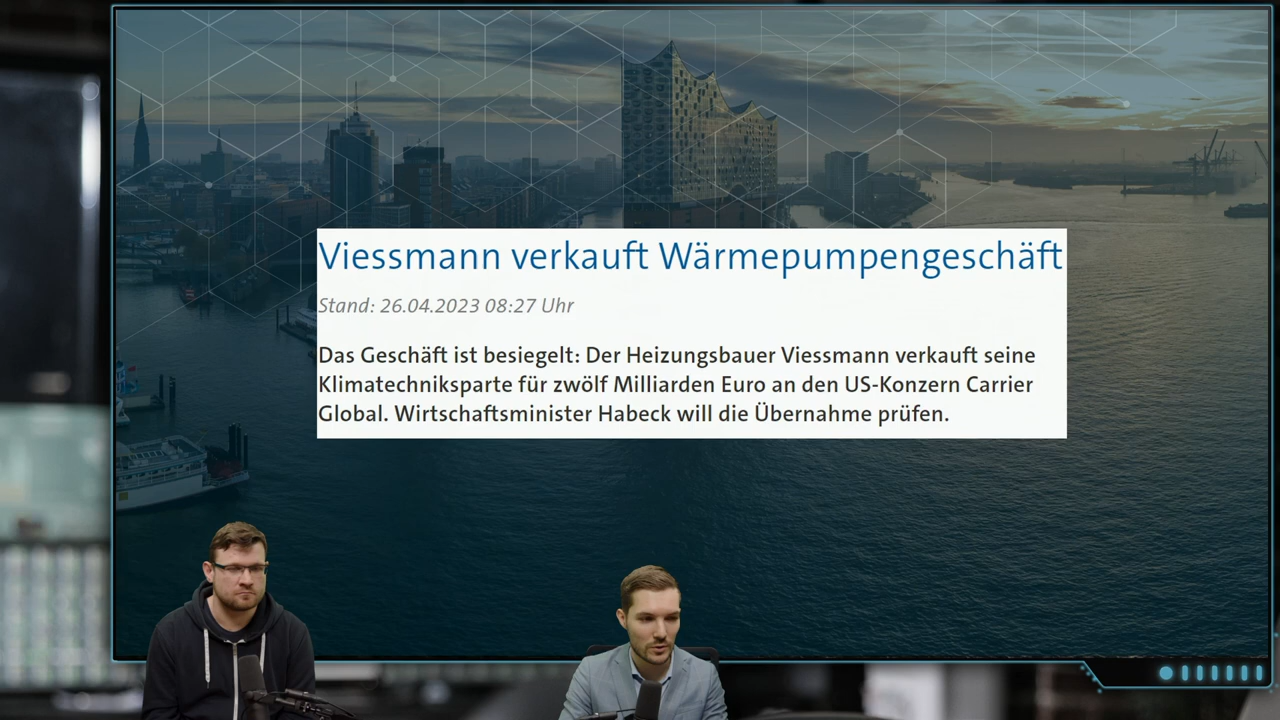 Viessmann verkauft Wärmepumpengeschäft
Stand: 26.04.2023 08:27 Uhr
Das Geschäft ist besiegelt: Der Heizungsbauer Viessmann verkauft seine
Klimatechniksparte für zwölf Milliarden Euro an den US-Konzern Carrier
Global. Wirtschaftsminister Habeck will die Übernahme prüfen.